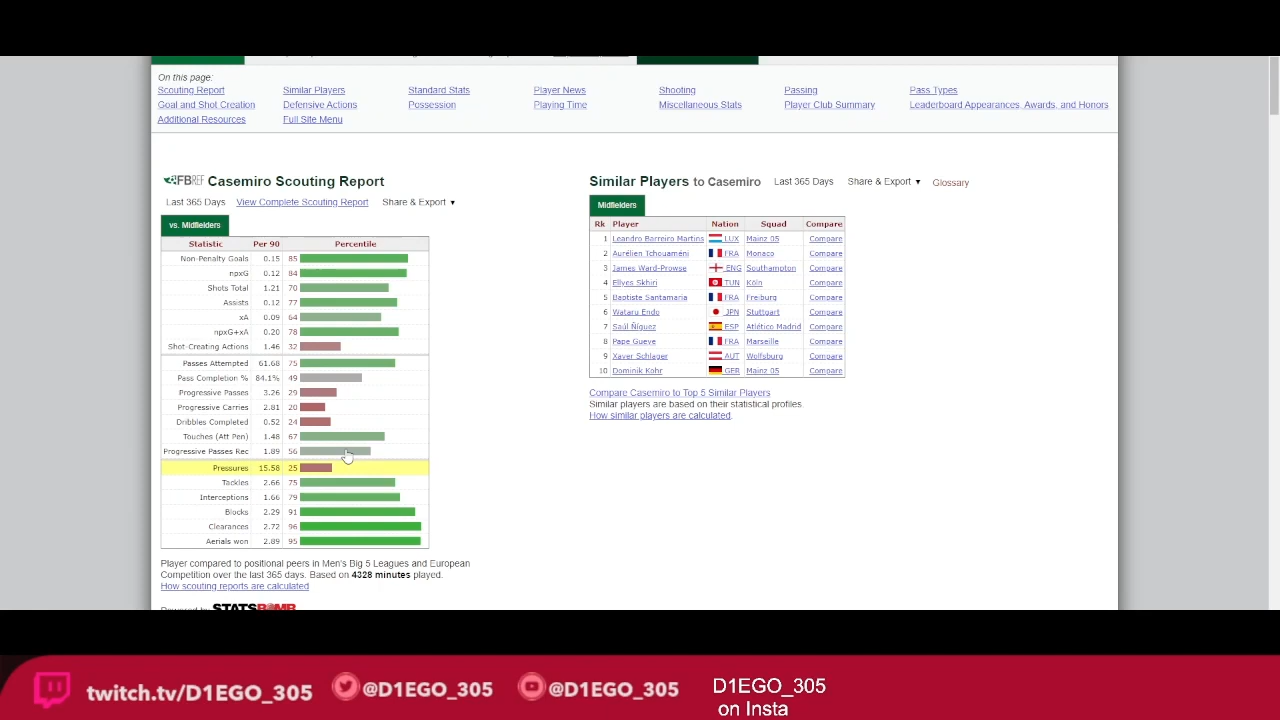 On this page:
Scouting Report Similar Players Standard Stats Player News Shooting Passing Pass Types
Goal and Shot Creation Defensive Actions Possession Playing Time Miscellaneous Stats Player Club Summary Leaderboard Appearances, Awards, and Honors
Additional Resources Full Site Menu
FBREF Casemiro Scouting Report
Last 365 Days View Complete Scouting Report Share & Export ▼
vs. Midfielders
Statistic Per 90 Percentile
Non-Penalty Goals 0.15 85
npxG 0.12 84
Shots Total 1.21 70
Assists 0.12 77
xA 0.09 64
npxG+xA 0.20 78
Shot-Creating Actions 1.46 32
Passes Attempted 61.68 75
Pass Completion % 84.1% 49
Progressive Passes 3.26 29
Progressive Carries 2.81 20
Dribbles Completed 0.52 24
Touches (Att Pen) 1.48 67
Progressive Passes Rec 1.89 56
Pressures 15.58 25
Tackles 2.66 75
Interceptions 1.66 79
Blocks 2.29 91
Clearances 2.72 96
Aerials won 2.89 95
Player compared to positional peers in Men's Big 5 Leagues and European
Competition over the last 365 days. Based on 4328 minutes played.
How scouting reports are calculated
Powered by STATSBOMB
Similar Players to Casemiro Last 365 Days Share & Export ▼ Glossary
Midfielders
Rk Player Nation Squad Compare
1 Leandro Barreiro Martins LUX Mainz 05 Compare
2 Aurélien Tchouaméni FRA Monaco Compare
3 James Ward-Prowse ENG Southampton Compare
4 Ellyes Skhiri TUN Köln Compare
5 Baptiste Santamaria FRA Freiburg Compare
6 Wataru Endo JPN Stuttgart Compare
7 Saúl Ñíguez ESP Atlético Madrid Compare
8 Pape Gueye FRA Marseille Compare
9 Xaver Schlager AUT Wolfsburg Compare
10 Dominik Kohr GER Mainz 05 Compare
Compare Casemiro to Top 5 Similar Players
Similar players are based on their statistical profiles.
How similar players are calculated.
twitch.tv/D1EGO_305 @D1EGO_305 @D1EGO_305 D1EGO_305
on Insta